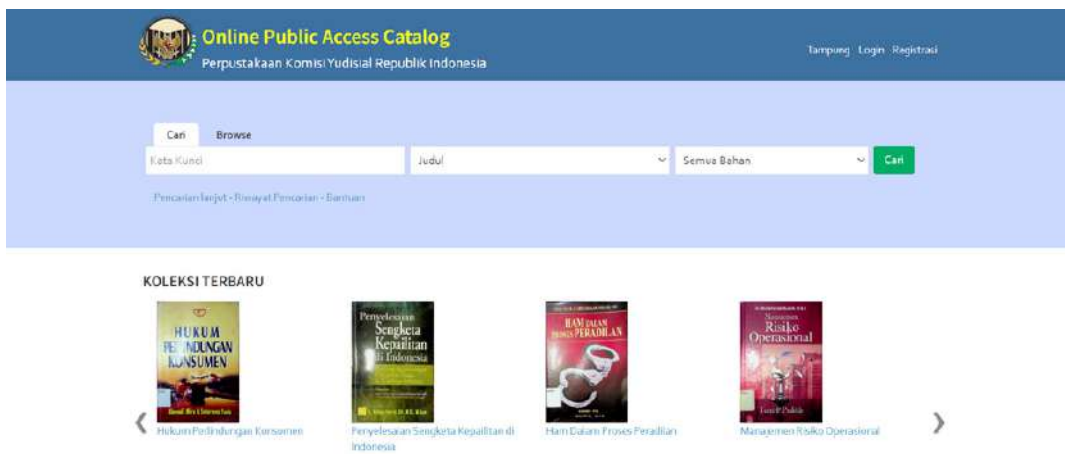 Online Public Access Catalog
Perpustakaan Komisi Yudisial Republik Indonesia
Tampung Login Registrasi
Cari Browse
Kata Kunci Judul Semua Bahan Cari
Pencarian lanjut - Riwayat Pencarian - Bantuan
KOLEKSI TERBARU
HUKUM
PERLINDUNGAN
KONSUMEN
Penyelesaian
Sengketa
Kepailitan
di Indonesia
HAM DALAM
PROSES PERADILAN
Manajemen
Risiko
Operasional
Hukum Perlindungan Konsumen
Penyelesaian Sengketa Kepailitan di
Indonesia
Ham Dalam Proses Peradilan
Manajemen Risiko Operasional